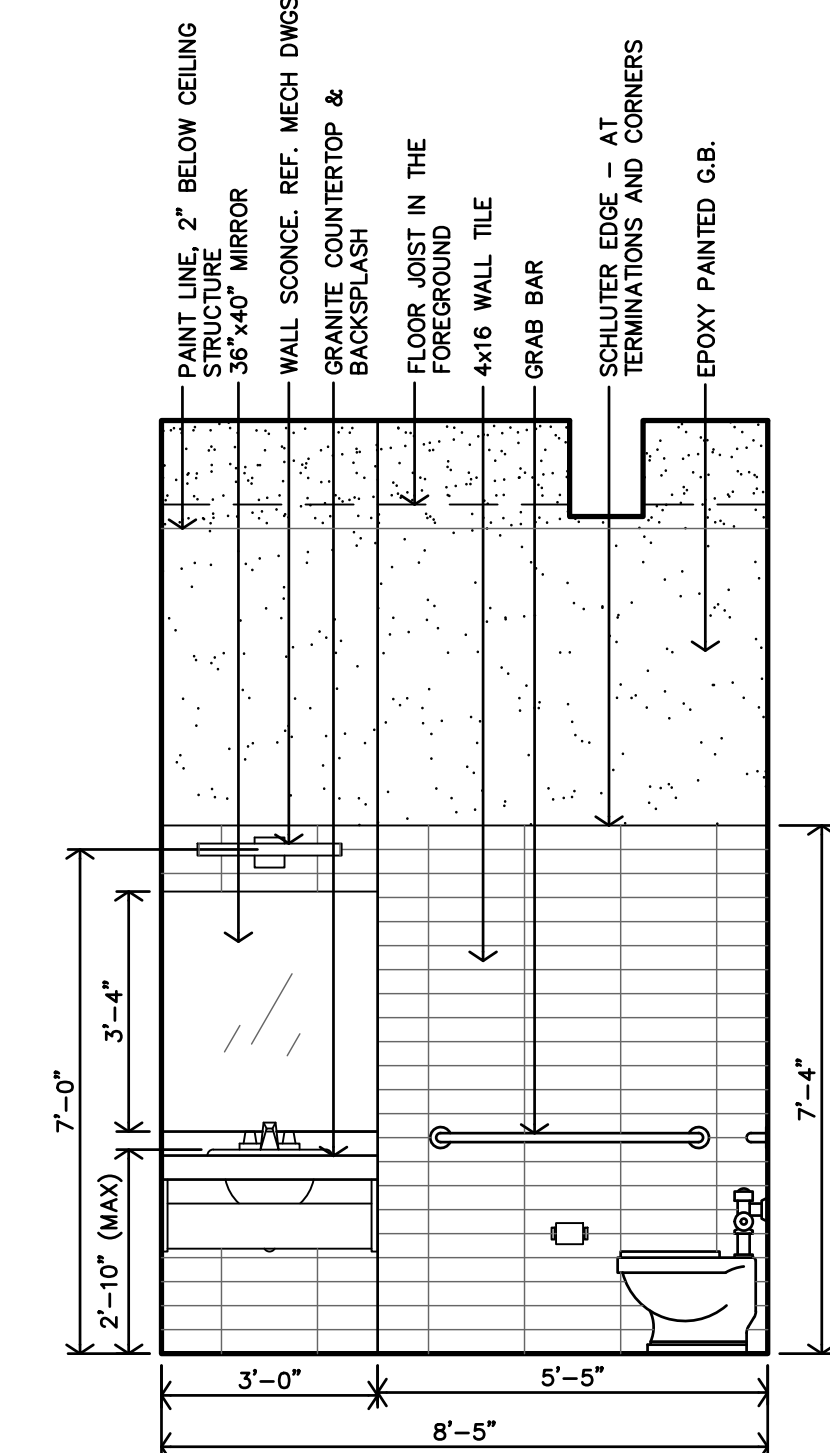 PAINT LINE, 2" BELOW CEILING
STRUCTURE
36"x40" MIRROR
WALL SCONCE. REF. MECH DWGS
GRANITE COUNTERTOP &
BACKSPLASH
FLOOR JOIST IN THE
FOREGROUND
4x16 WALL TILE
GRAB BAR
SCHLUTER EDGE – AT
TERMINATIONS AND CORNERS
EPOXY PAINTED G.B.
7'–0"
3'–4"
2'–10" (MAX)
7'–4"
3'–0"
5'–5"
8'–5"